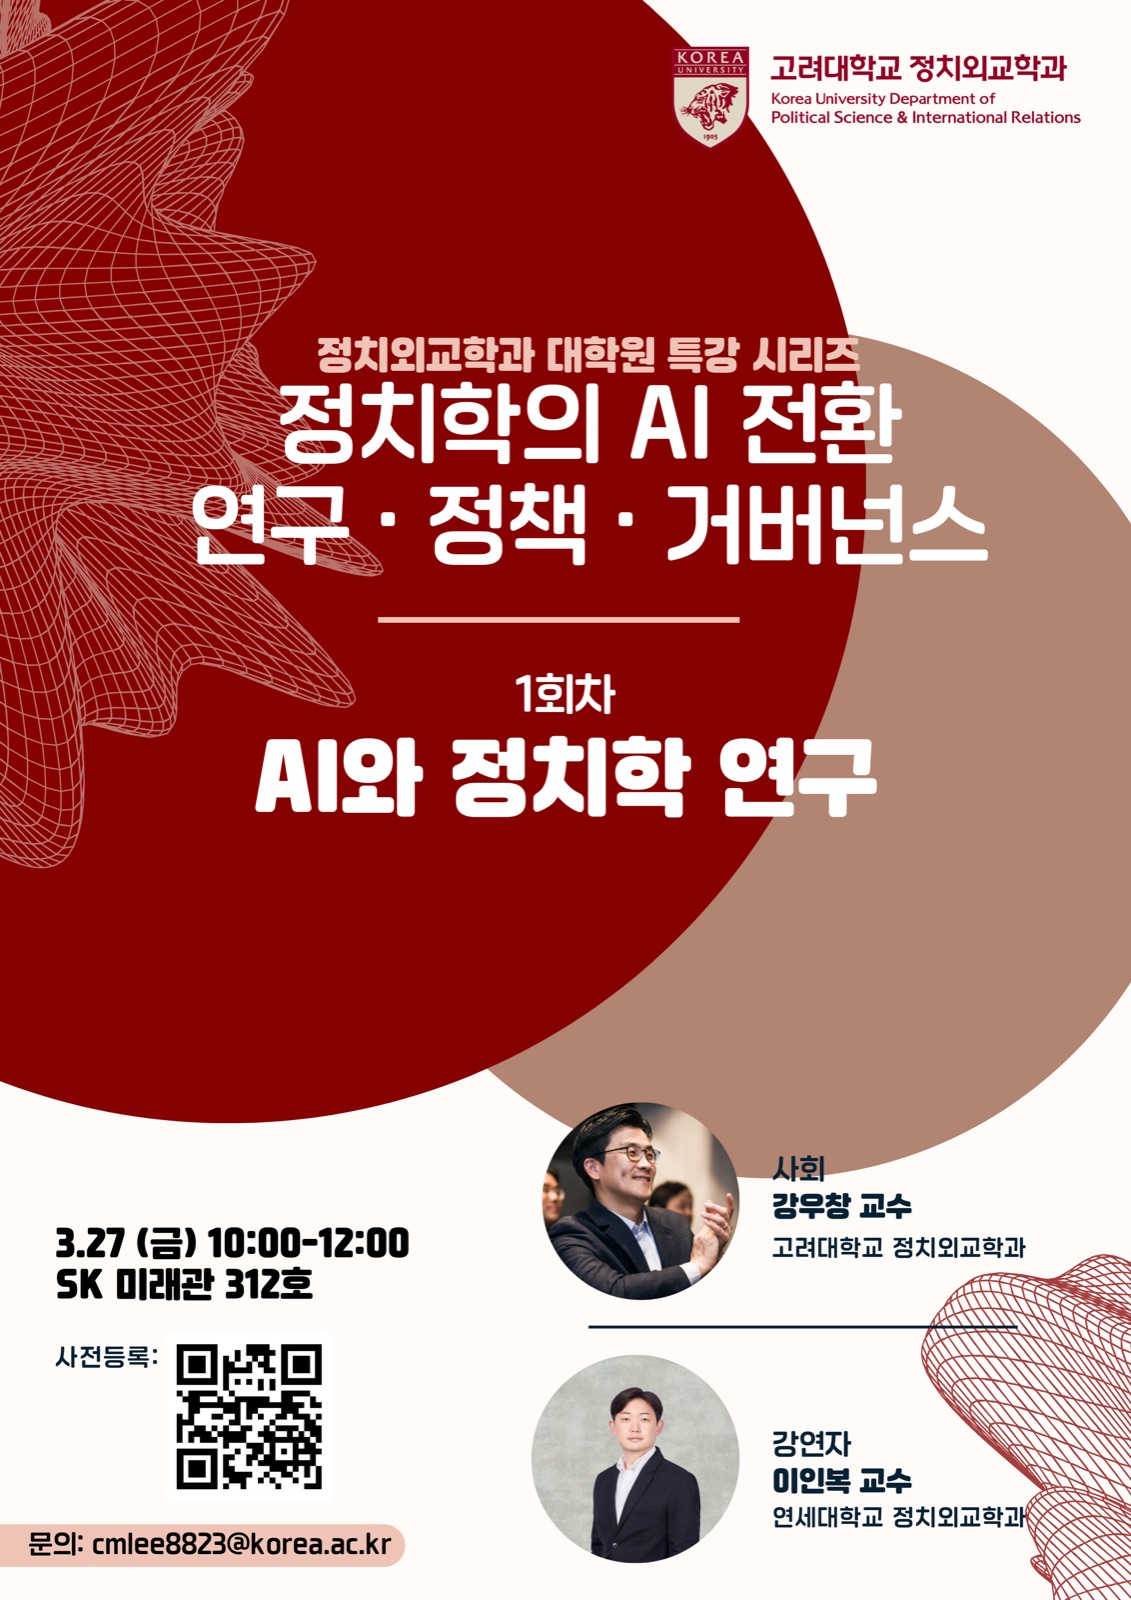 KOREA
UNIVERSITY
1905
고려대학교 정치외교학과
Korea University Department of
Political Science & International Relations
정치외교학과 대학원 특강 시리즈
정치학의 AI 전환
연구 · 정책 · 거버넌스
1회차
AI와 정치학 연구
사회
강우창 교수
고려대학교 정치외교학과
3.27 (금) 10:00-12:00
SK 미래관 312호
사전등록:
강연자
이인복 교수
연세대학교 정치외교학과
문의: cmlee8823@korea.ac.kr